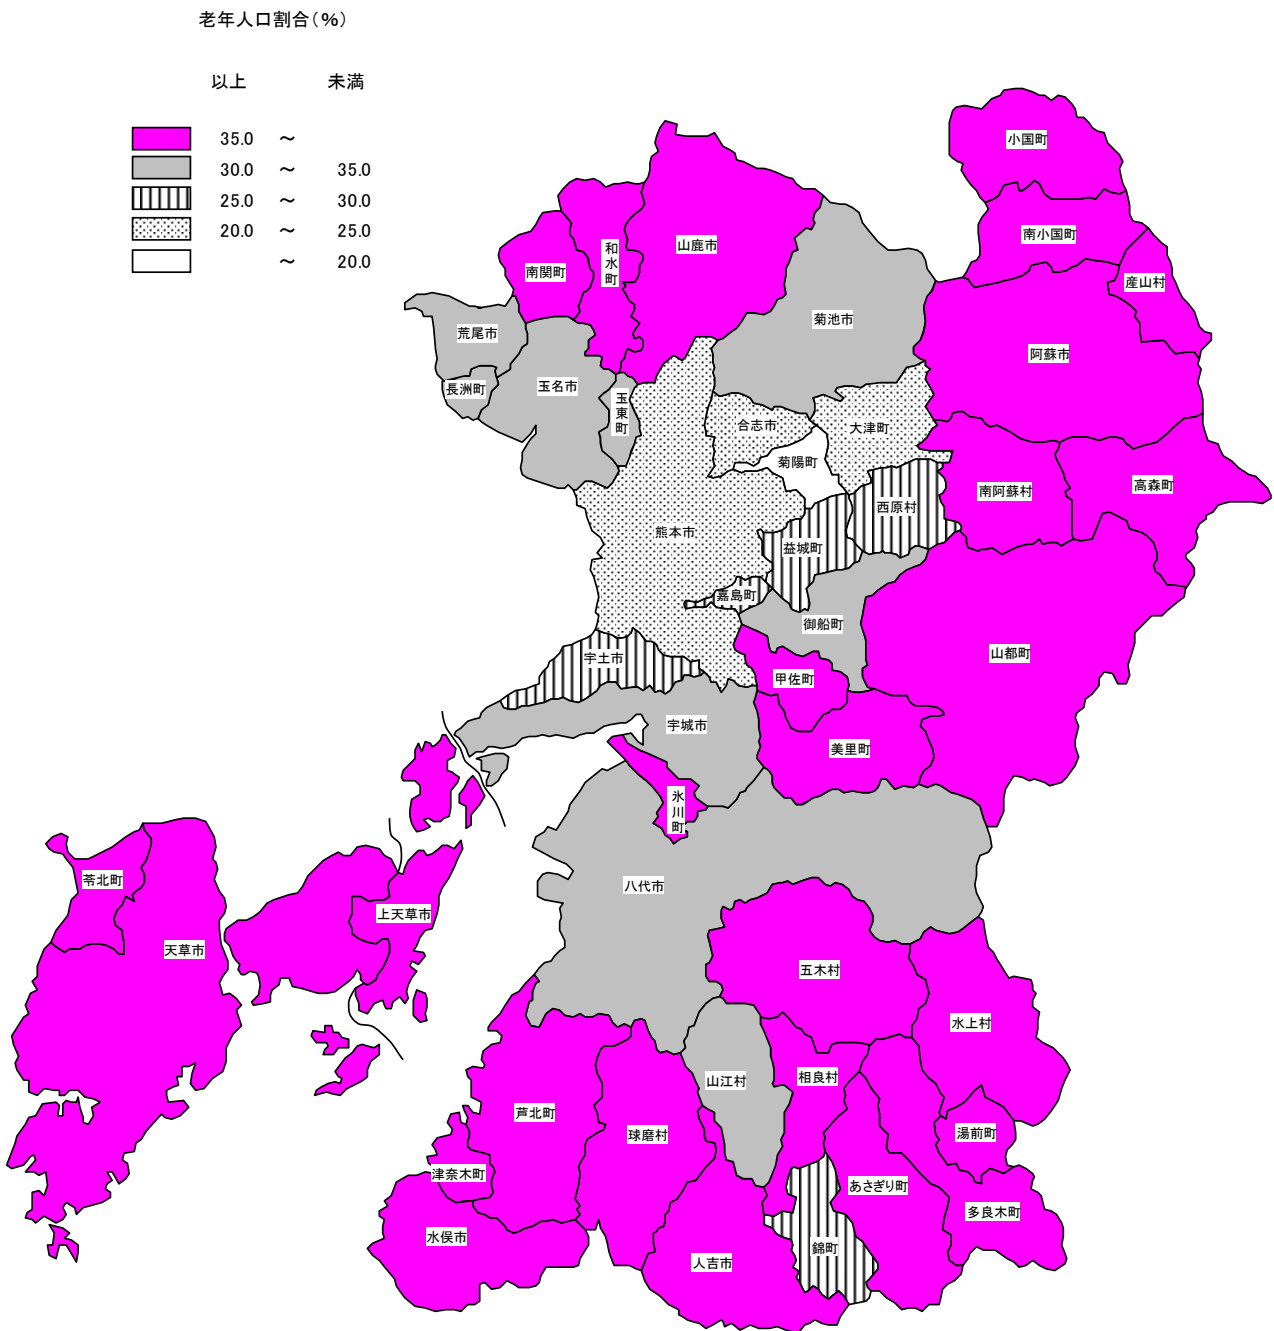 老年人口割合(%)
以上 未満
35.0 ～
30.0 ～ 35.0
25.0 ～ 30.0
20.0 ～ 25.0
～ 20.0
小国町
南小国町
産山村
和水町
山鹿市
南関町
菊池市
荒尾市
阿蘇市
長洲町
玉名市
玉東町
合志市
大津町
菊陽町
南阿蘇村
高森町
西原村
熊本市
益城町
嘉島町
御船町
宇土市
山都町
甲佐町
宇城市
美里町
氷川町
苓北町
八代市
上天草市
天草市
五木村
水上村
山江村
相良村
芦北町
球磨村
湯前町
津奈木町
あさぎり町
多良木町
水俣市
錦町
人吉市